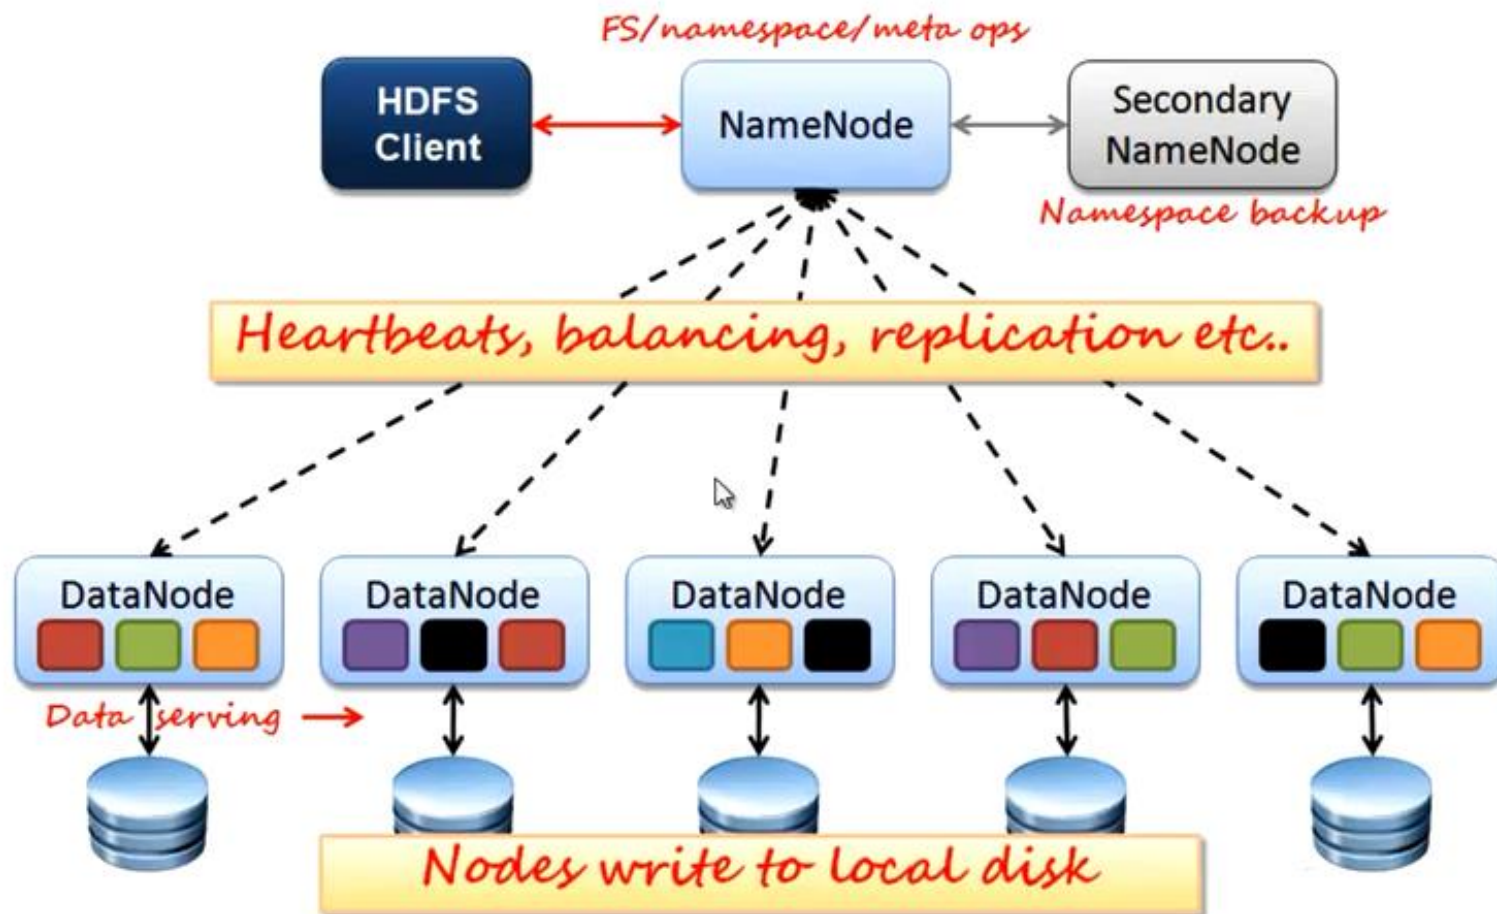 FS/namespace/meta ops
HDFS
Client
NameNode
Secondary
NameNode
Namespace backup
Heartbeats, balancing, replication etc..
DataNode
DataNode
DataNode
DataNode
DataNode
Data serving
Nodes write to local disk